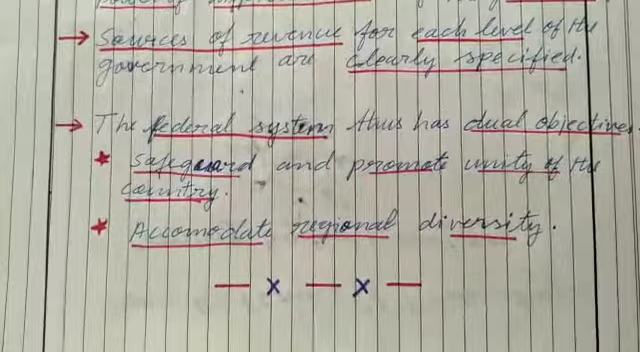 → Sources of revenue for each level of the
government are clearly specified.
→ The federal system thus has dual objectives.
★ Safeguard and promote unity of the
country.
★ Accomodate regional diversity.
— x — x —